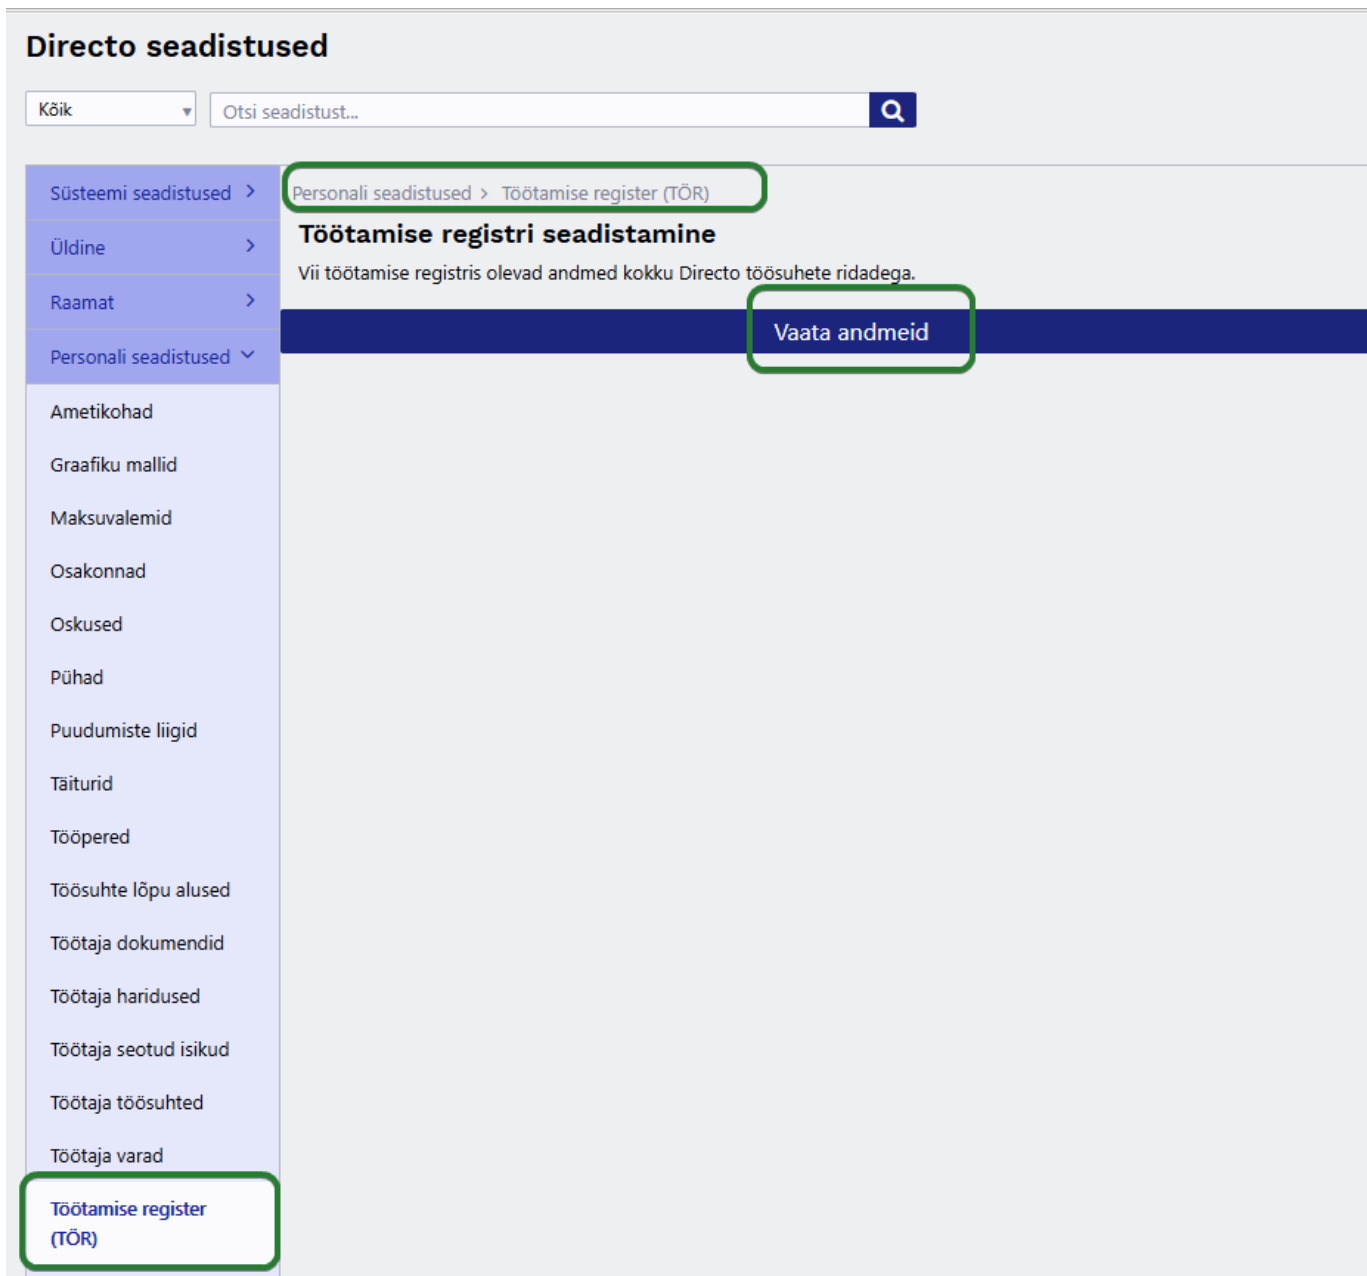 Directo seadistused
Kõik
Otsi seadistust...
Süsteemi seadistused
Üldine
Raamat
Personali seadistused
Ametikohad
Graafiku mallid
Maksuvalemid
Osakonnad
Oskused
Pühad
Puudumiste liigid
Täiturid
Tööpered
Töösuhte lõpu alused
Töötaja dokumendid
Töötaja haridused
Töötaja seotud isikud
Töötaja töösuhted
Töötaja varad
Töötamise register
(TÖR)
Personali seadistused > Töötamise register (TÖR)
Töötamise registri seadistamine
Vii töötamise registris olevad andmed kokku Directo töösuhete ridadega.
Vaata andmeid